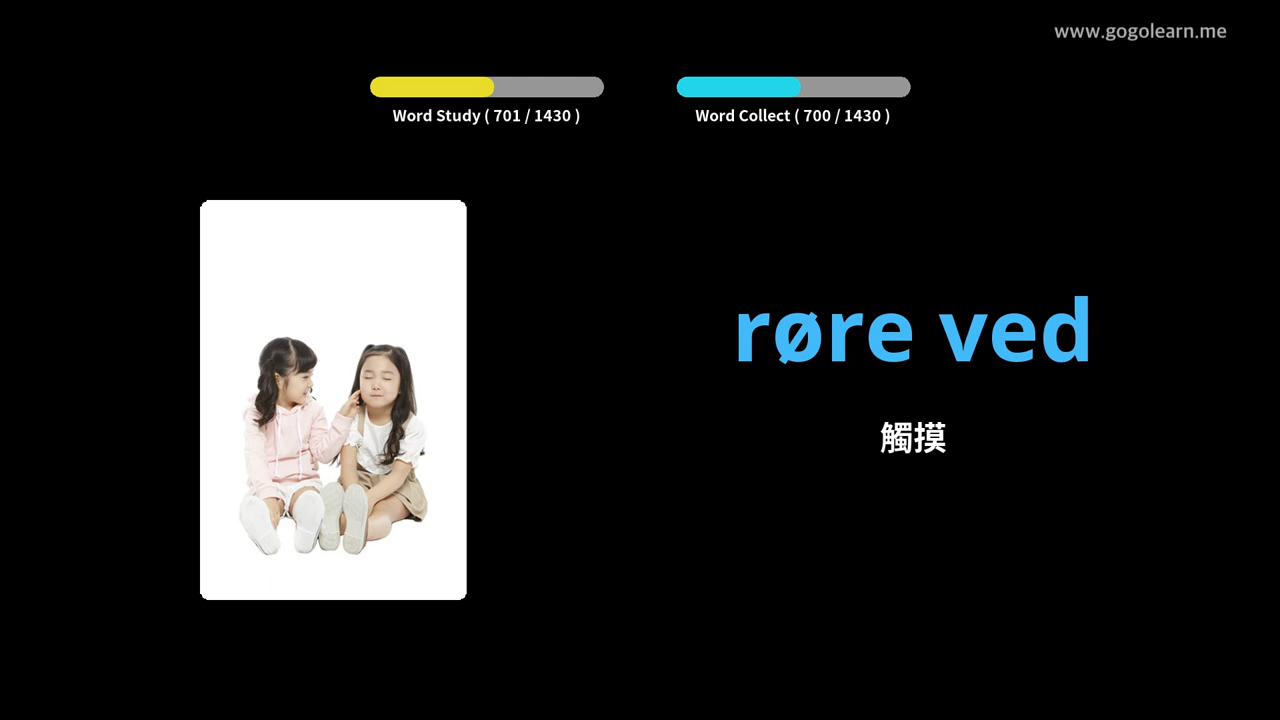 www.gogolearn.me
Word Study ( 701 / 1430 )
Word Collect ( 700 / 1430 )
røre ved
觸摸